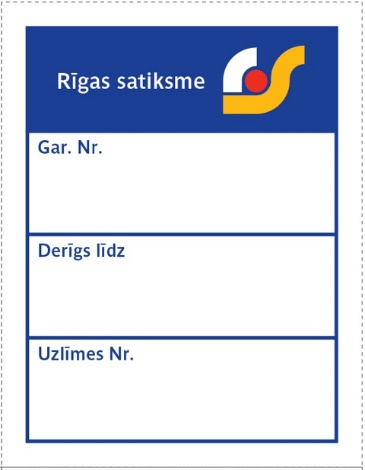 Rīgas satiksme
Gar. Nr.
Derīgs līdz
Uzlīmes Nr.